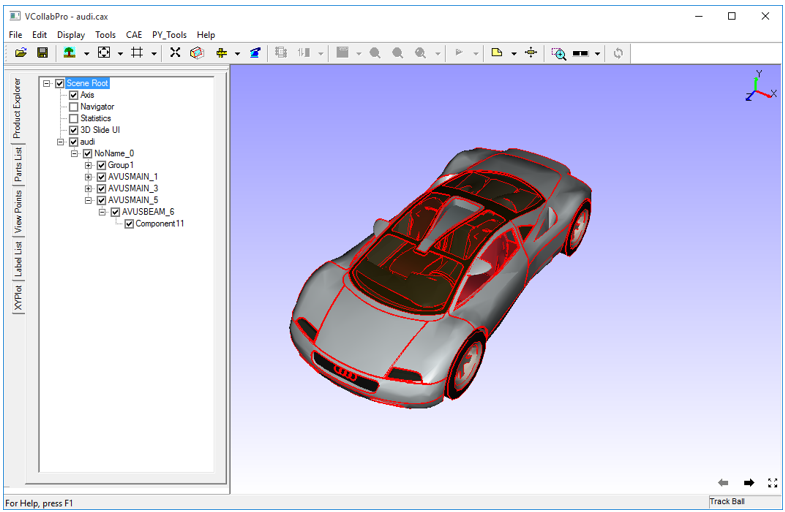 VCollabPro - audi.cax
File Edit Display Tools CAE PY_Tools Help
Product Explorer
Parts List
View Points
Label List
XYPlot
Scene Root
Axis
Navigator
Statistics
3D Slide UI
audi
NoName_0
Group1
AVUSMAIN_1
AVUSMAIN_3
AVUSMAIN_5
AVUSBEAM_6
Component11
Y
X
Z
For Help, press F1
Track Ball